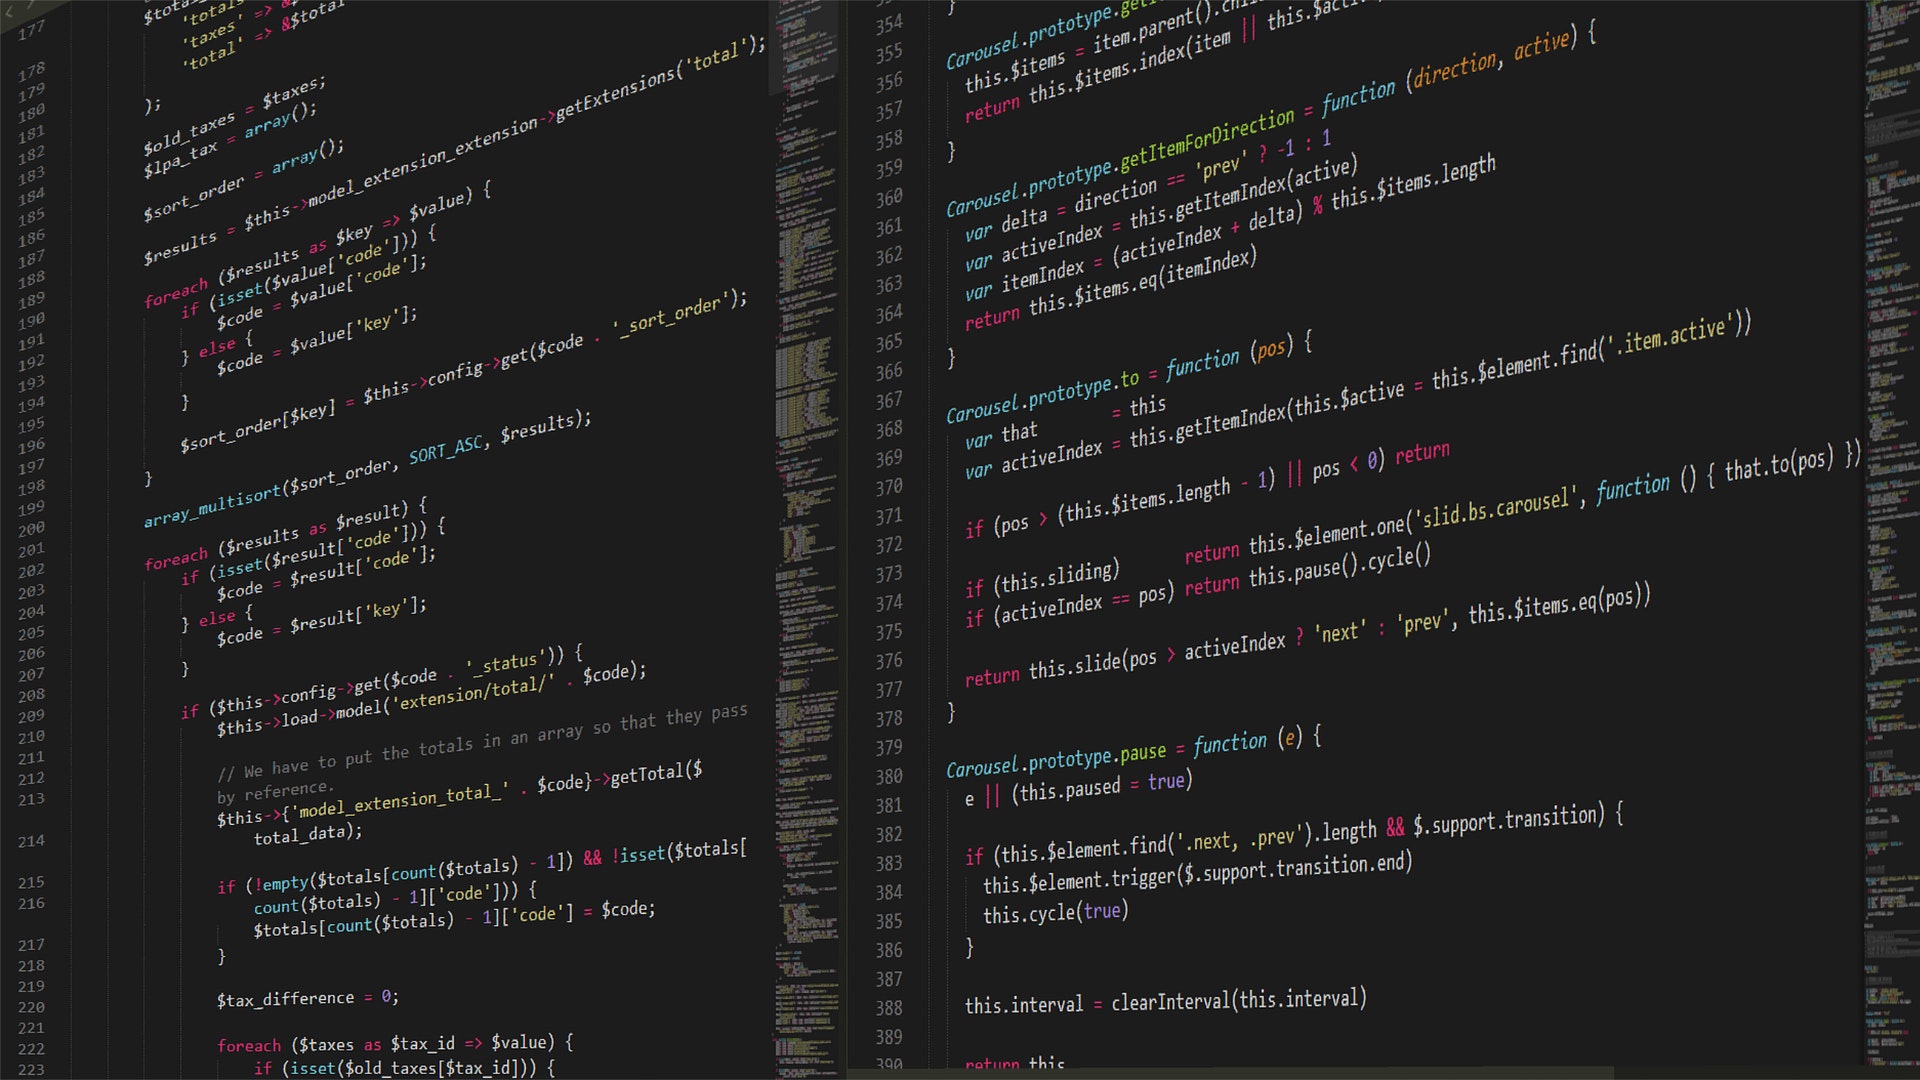 177
178
179
180
181
182
183
184
185
186
187
188
189
190
191
192
193
194
195
196
197
198
199
200
201
202
203
204
205
206
207
208
209
210
211
212
213
214
215
216
217
218
219
220
221
222
223
'totals
'taxes' => &
'total' => &$total
);
$old_taxes = $taxes;
$lpa_tax = array();
$sort_order = array();
$results = $this->model_extension_extension->getExtensions('total');
foreach ($results as $key => $value) {
if (isset($value['code'])) {
$code = $value['code'];
} else {
$code = $value['key'];
}
$sort_order[$key] = $this->config->get($code . '_sort_order');
}
array_multisort($sort_order, SORT_ASC, $results);
foreach ($results as $result) {
if (isset($result['code'])) {
$code = $result['code'];
} else {
$code = $result['key'];
}
if ($this->config->get($code . '_status')) {
$this->load->model('extension/total/' . $code);
// We have to put the totals in an array so that they pass
by reference.
$this->{'model_extension_total_' . $code}->getTotal($
total_data);
if (!empty($totals[count($totals) - 1]) && !isset($totals[
count($totals) - 1]['code'])) {
$totals[count($totals) - 1]['code'] = $code;
}
$tax_difference = 0;
foreach ($taxes as $tax_id => $value) {
if (isset($old_taxes[$tax_id])) {
354
355
356
357
358
359
360
361
362
363
364
365
366
367
368
369
370
371
372
373
374
375
376
377
378
379
380
381
382
383
384
385
386
387
388
389
390
}
Carousel.prototype.get
this.$items = item.parent().chil
return this.$items.index(item || this.$activ
}
Carousel.prototype.getItemForDirection = function (direction, active) {
var delta = direction == 'prev' ? -1 : 1
var activeIndex = this.getItemIndex(active)
var itemIndex = (activeIndex + delta) % this.$items.length
return this.$items.eq(itemIndex)
}
Carousel.prototype.to = function (pos) {
var that = this
var activeIndex = this.getItemIndex(this.$active = this.$element.find('.item.active'))
if (pos > (this.$items.length - 1) || pos < 0) return
if (this.sliding) return this.$element.one('slid.bs.carousel', function () { that.to(pos) })
if (activeIndex == pos) return this.pause().cycle()
return this.slide(pos > activeIndex ? 'next' : 'prev', this.$items.eq(pos))
}
Carousel.prototype.pause = function (e) {
e || (this.paused = true)
if (this.$element.find('.next, .prev').length && $.support.transition) {
this.$element.trigger($.support.transition.end)
this.cycle(true)
}
this.interval = clearInterval(this.interval)
return this